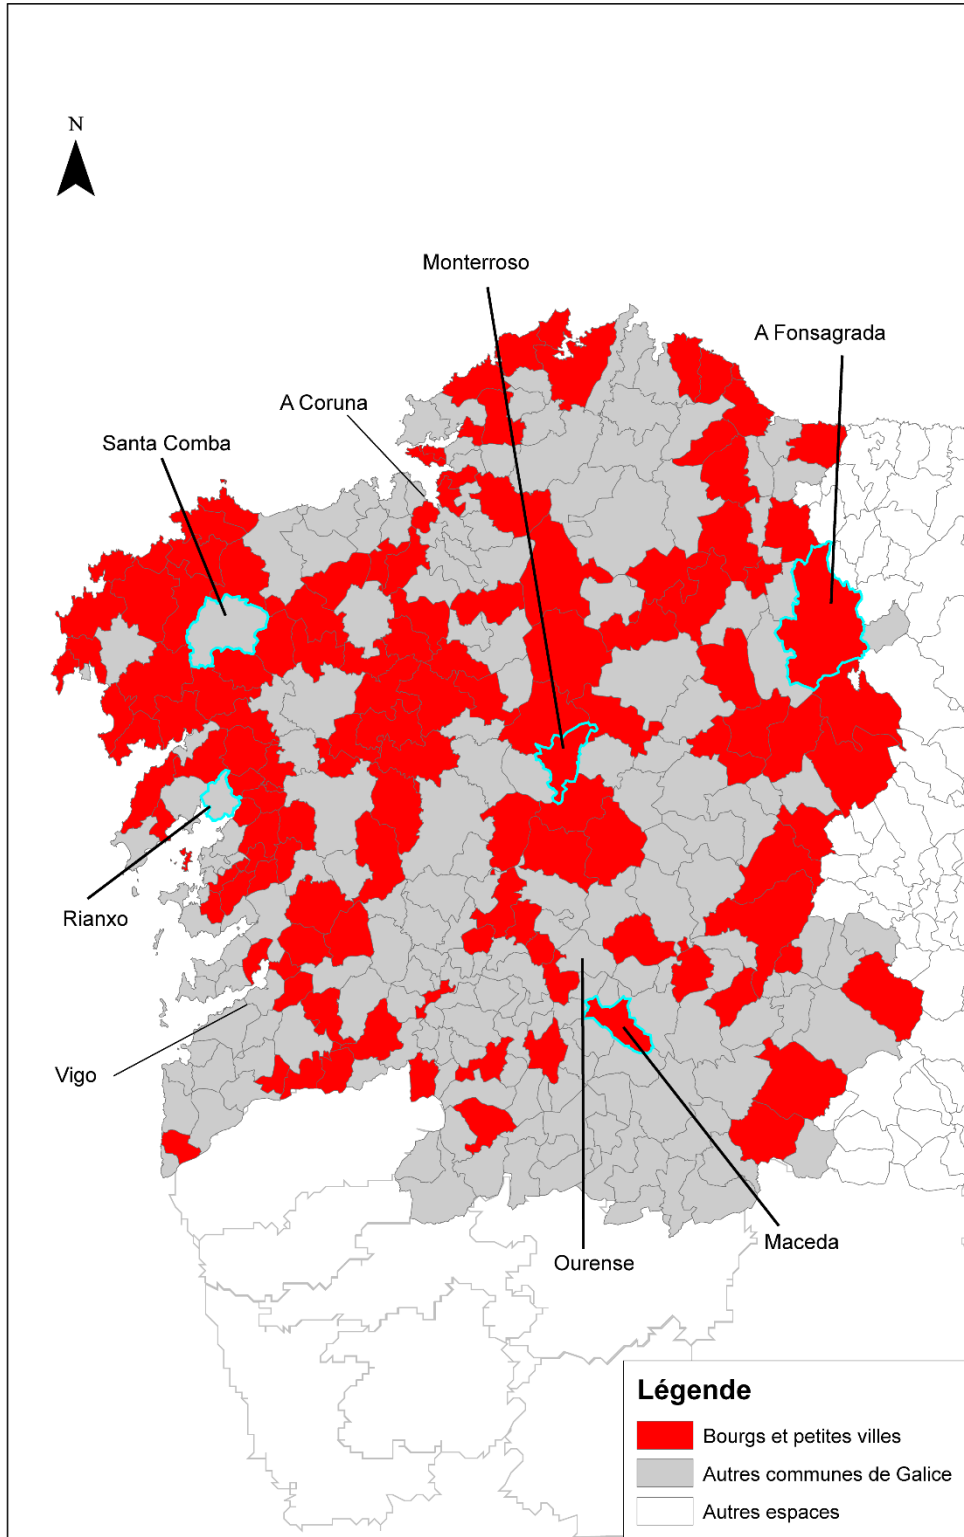 N
Monterroso
A Fonsagrada
A Coruna
Santa Comba
Rianxo
Vigo
Maceda
Ourense
Légende
Bourgs et petites villes
Autres communes de Galice
Autres espaces